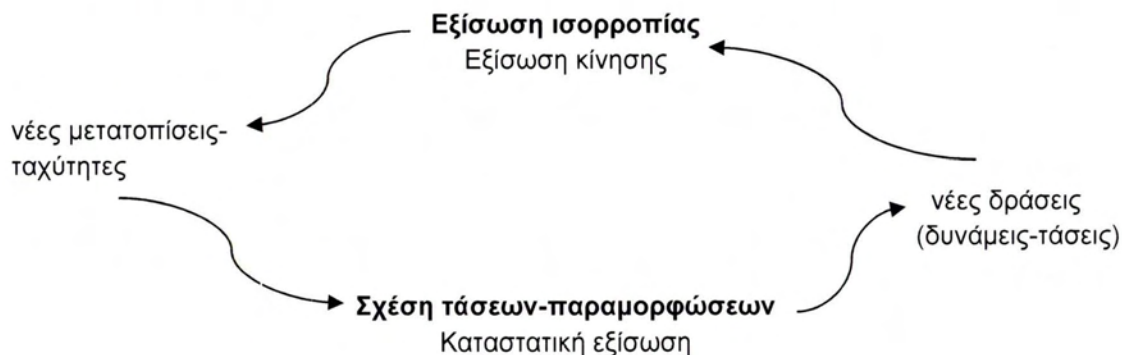 Εξίσωση ισορροπίας
Εξίσωση κίνησης
νέες μετατοπίσεις-
ταχύτητες
νέες δράσεις
(δυνάμεις-τάσεις)
Σχέση τάσεων-παραμορφώσεων
Καταστατική εξίσωση